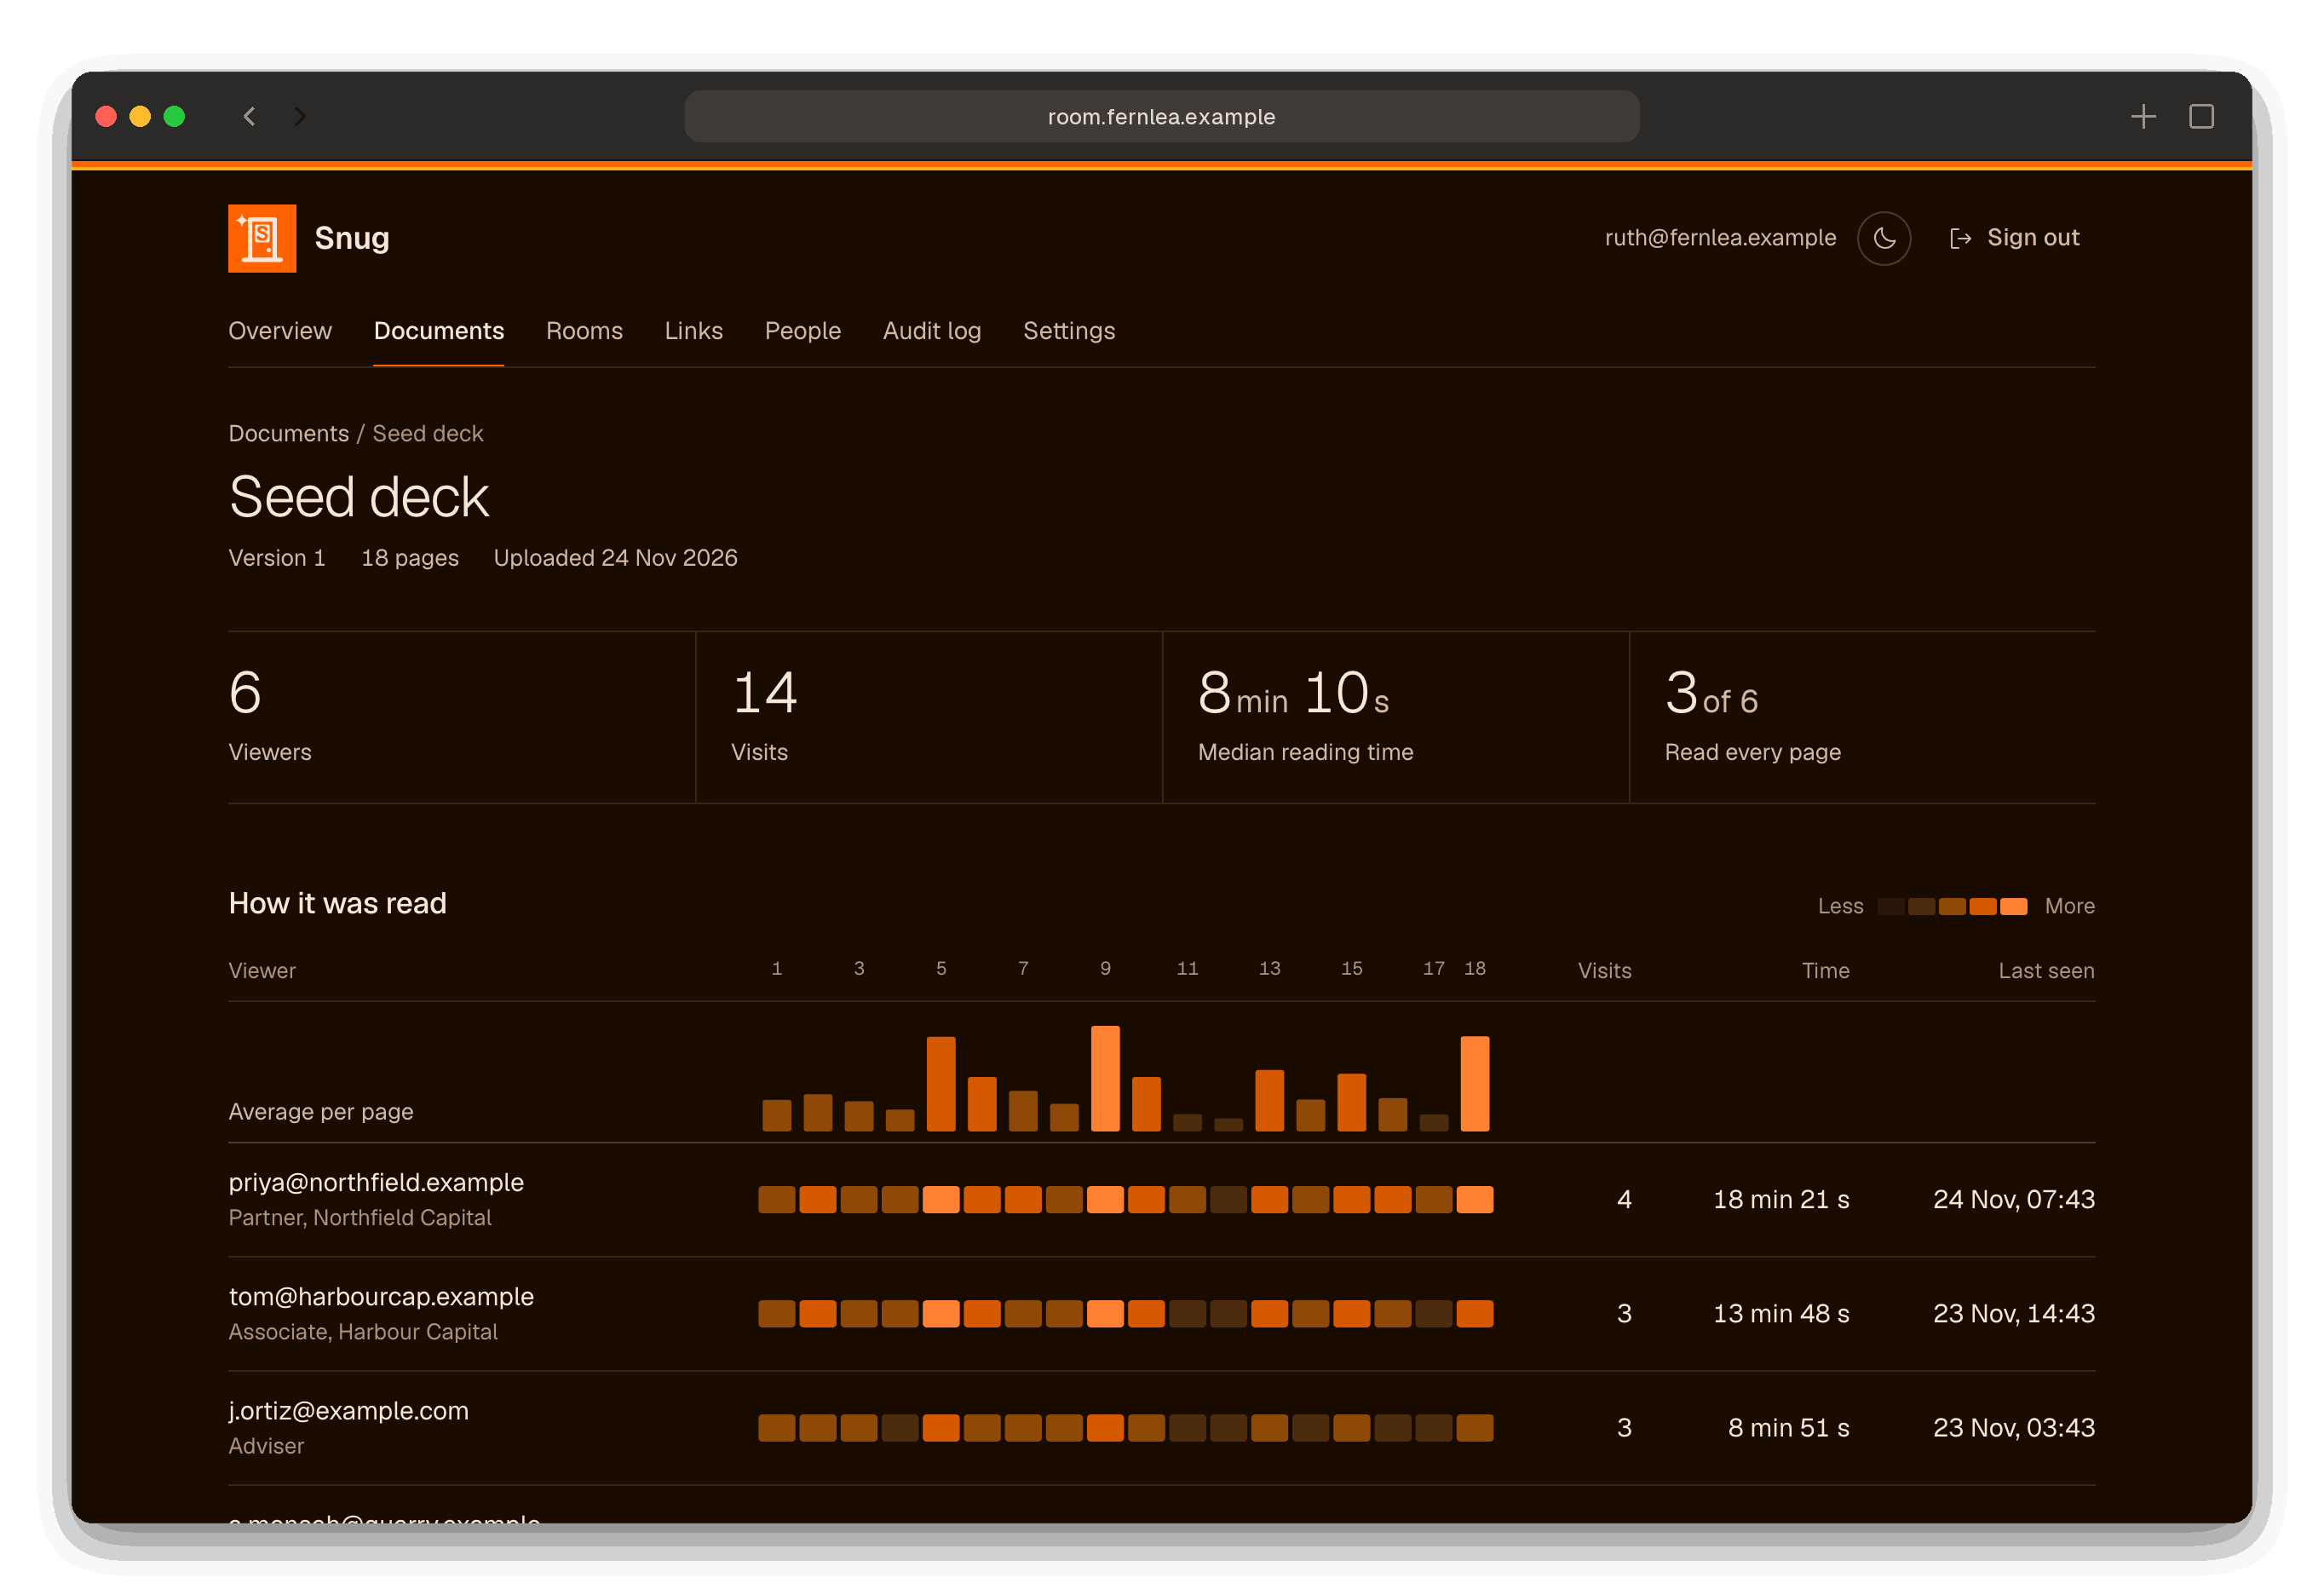 room.fernlea.example
S
Snug
ruth@fernlea.example
Sign out
Overview Documents Rooms Links People Audit log Settings
Documents / Seed deck
Seed deck
Version 1 18 pages Uploaded 24 Nov 2026
6 14 8 min 10 s 3 of 6
Viewers Visits Median reading time Read every page
How it was read
Less More
Viewer 1 3 5 7 9 11 13 15 17 18 Visits Time Last seen
Average per page
priya@northfield.example
Partner, Northfield Capital
4 18 min 21 s 24 Nov, 07:43
tom@harbourcap.example
Associate, Harbour Capital
3 13 min 48 s 23 Nov, 14:43
j.ortiz@example.com
Adviser
3 8 min 51 s 23 Nov, 03:43